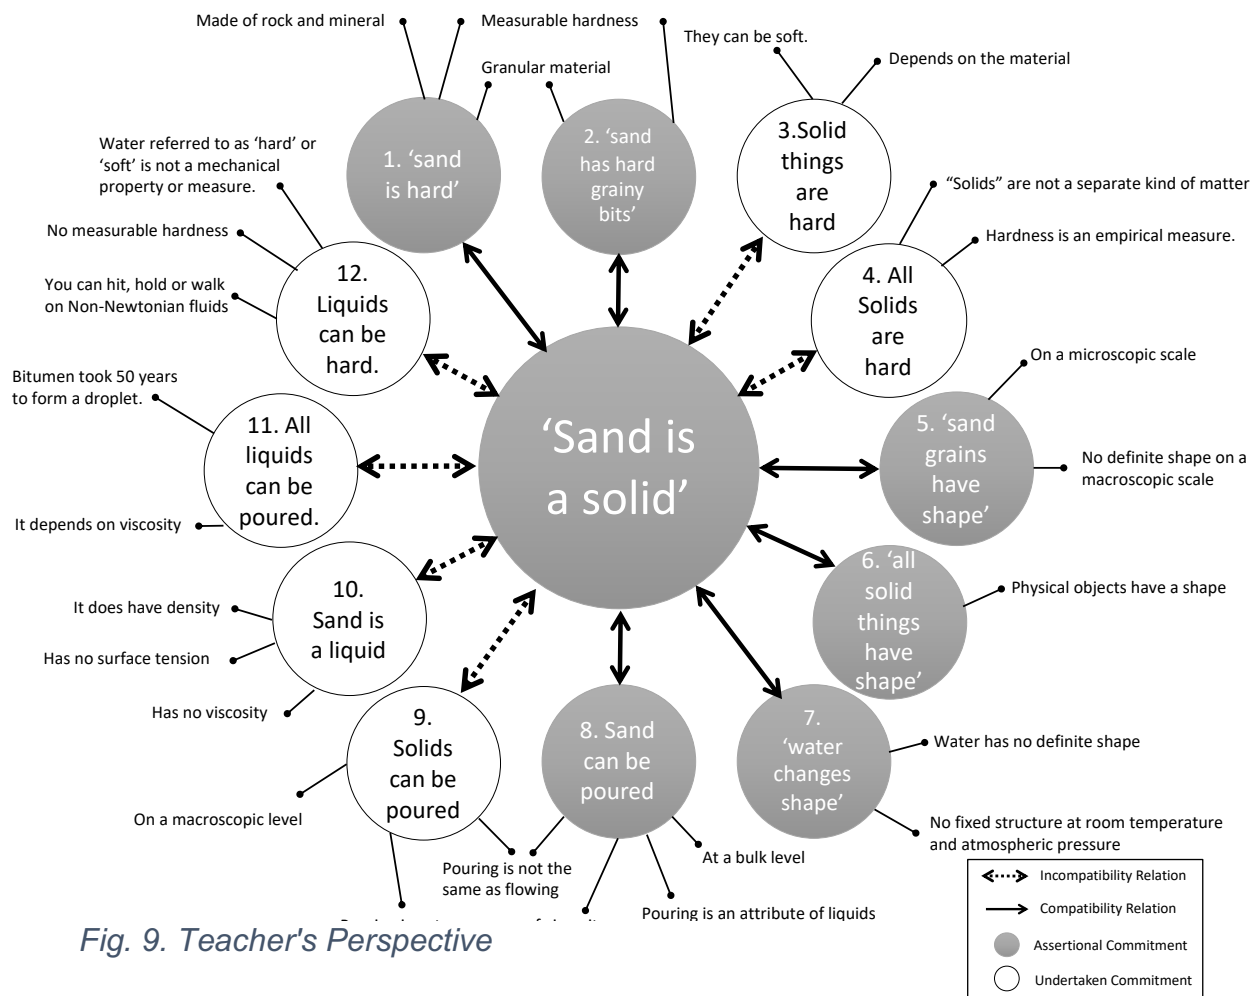 Made of rock and mineral
Measurable hardness
Granular material
They can be soft.
Depends on the material
Water referred to as ‘hard’ or
‘soft’ is not a mechanical
property or measure.
No measurable hardness
You can hit, hold or walk
on Non-Newtonian fluids
Bitumen took 50 years
to form a droplet.
It depends on viscosity
It does have density
Has no surface tension
Has no viscosity
On a macroscopic level
1. ‘sand
is hard’
2. ‘sand
has hard
grainy
bits’
3.Solid
things
are
hard
“Solids” are not a separate kind of matter
Hardness is an empirical measure.
4. All
Solids
are
hard
On a microscopic scale
5. ‘sand
grains
have
shape’
No definite shape on a
macroscopic scale
6. ‘all
solid
things
have
shape’
Physical objects have a shape
7.
‘water
changes
shape’
Water has no definite shape
No fixed structure at room temperature
and atmospheric pressure
8. Sand
can be
poured
At a bulk level
Pouring is an attribute of liquids
Pouring is not the
same as flowing
9.
Solids
can be
poured
10.
Sand is
a liquid
11. All
liquids
can be
poured.
12.
Liquids
can be
hard.
‘Sand is
a solid’
Incompatibility Relation
Compatibility Relation
Assertional Commitment
Undertaken Commitment
Fig. 9. Teacher's Perspective